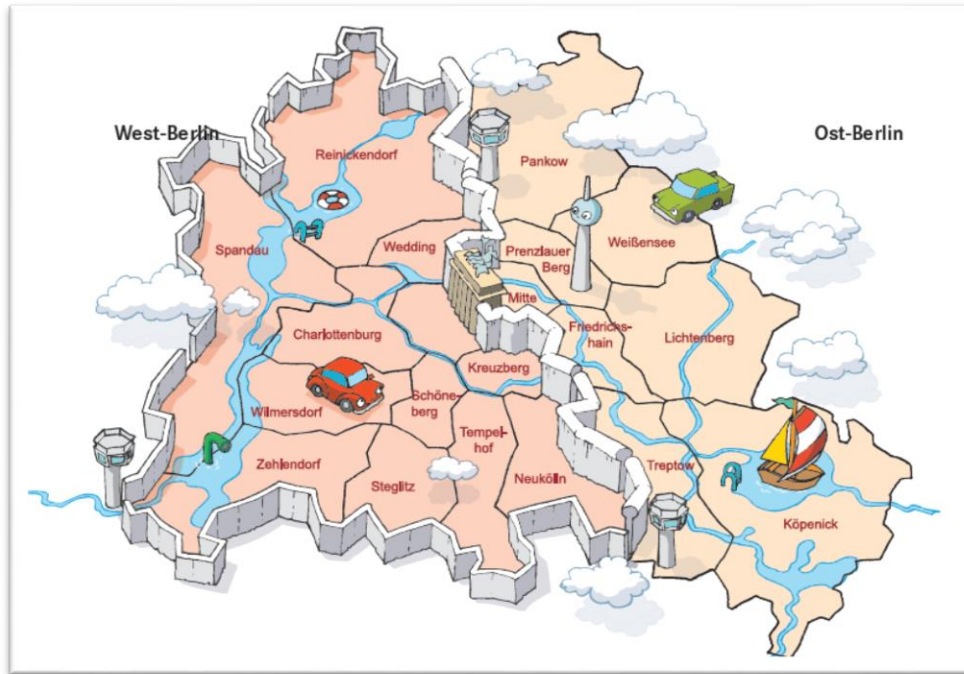 West-Berlin
Ost-Berlin
Reinickendorf
Pankow
Spandau
Wedding
Prenzlauer
Berg
Weißensee
Mitte
Charlottenburg
Friedrichs-
hain
Lichtenberg
Kreuzberg
Wilmersdorf
Schöne-
berg
Tempel-
hof
Zehlendorf
Steglitz
Neukölln
Treptow
Köpenick